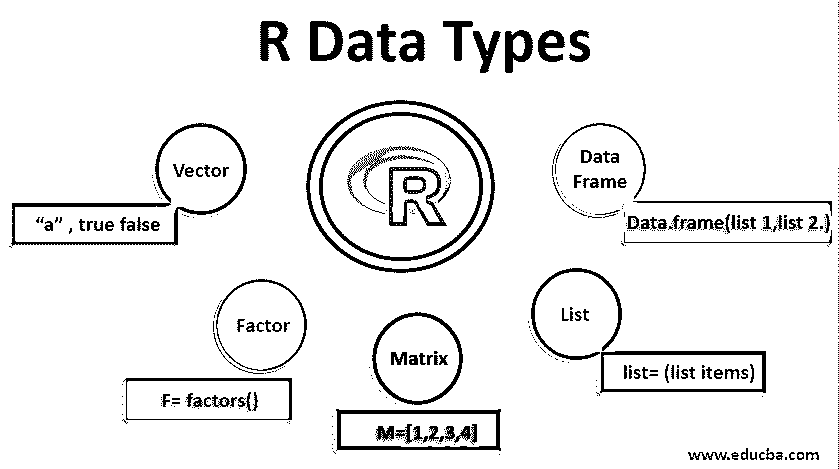 R Data Types
R
Vector
"a" , true faise
Data
Frame
Data.frame(list 1,list 2.)
Factor
F= factors()
Matrix
M=[1,2,3,4]
List
list= (list items)
www.educba.com